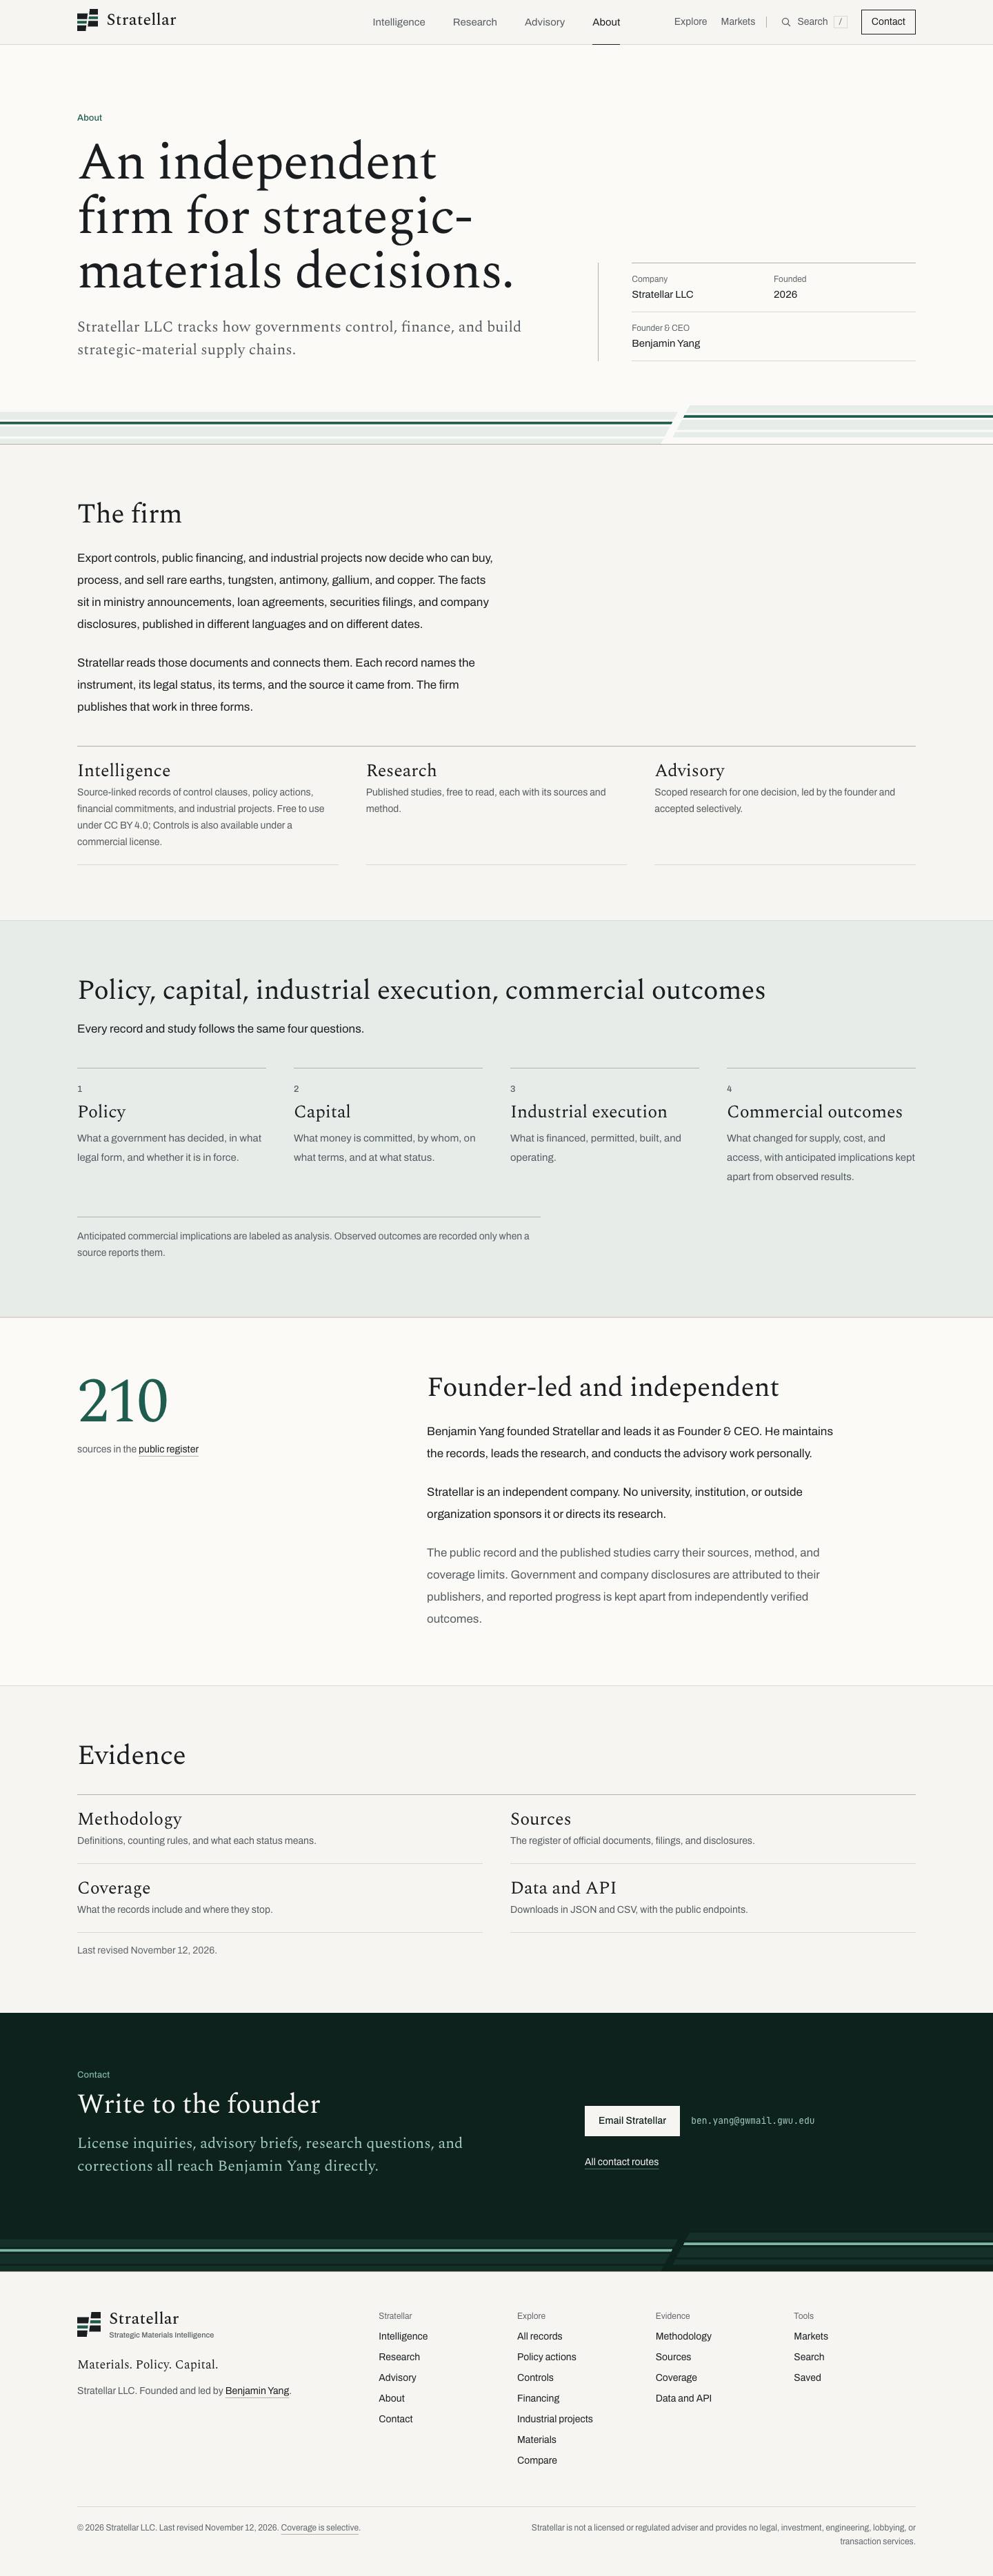 Stratellar
Intelligence Research Advisory About Explore Markets Search / Contact
About
An independent
firm for strategic-
materials decisions.
Stratellar LLC tracks how governments control, finance, and build
strategic-material supply chains.
Company Founded
Stratellar LLC 2026
Founder & CEO
Benjamin Yang
The firm
Export controls, public financing, and industrial projects now decide who can buy,
process, and sell rare earths, tungsten, antimony, gallium, and copper. The facts
sit in ministry announcements, loan agreements, securities filings, and company
disclosures, published in different languages and on different dates.
Stratellar reads those documents and connects them. Each record names the
instrument, its legal status, its terms, and the source it came from. The firm
publishes that work in three forms.
Intelligence
Source-linked records of control clauses, policy actions,
financial commitments, and industrial projects. Free to use
under CC BY 4.0; Controls is also available under a
commercial license.
Research
Published studies, free to read, each with its sources and
method.
Advisory
Scoped research for one decision, led by the founder and
accepted selectively.
Policy, capital, industrial execution, commercial outcomes
Every record and study follows the same four questions.
1
Policy
What a government has decided, in what
legal form, and whether it is in force.
2
Capital
What money is committed, by whom, on
what terms, and at what status.
3
Industrial execution
What is financed, permitted, built, and
operating.
4
Commercial outcomes
What changed for supply, cost, and
access, with anticipated implications kept
apart from observed results.
Anticipated commercial implications are labeled as analysis. Observed outcomes are recorded only when a
source reports them.
210
sources in the public register
Founder-led and independent
Benjamin Yang founded Stratellar and leads it as Founder & CEO. He maintains
the records, leads the research, and conducts the advisory work personally.
Stratellar is an independent company. No university, institution, or outside
organization sponsors it or directs its research.
The public record and the published studies carry their sources, method, and
coverage limits. Government and company disclosures are attributed to their
publishers, and reported progress is kept apart from independently verified
outcomes.
Evidence
Methodology
Definitions, counting rules, and what each status means.
Sources
The register of official documents, filings, and disclosures.
Coverage
What the records include and where they stop.
Data and API
Downloads in JSON and CSV, with the public endpoints.
Last revised November 12, 2026.
Contact
Write to the founder
License inquiries, advisory briefs, research questions, and
corrections all reach Benjamin Yang directly.
Email Stratellar ben.yang@gwmail.gwu.edu
All contact routes
Stratellar
Strategic Materials Intelligence
Materials. Policy. Capital.
Stratellar LLC. Founded and led by Benjamin Yang.
Stratellar
Intelligence
Research
Advisory
About
Contact
Explore
All records
Policy actions
Controls
Financing
Industrial projects
Materials
Compare
Evidence
Methodology
Sources
Coverage
Data and API
Tools
Markets
Search
Saved
© 2026 Stratellar LLC. Last revised November 12, 2026. Coverage is selective.
Stratellar is not a licensed or regulated adviser and provides no legal, investment, engineering, lobbying, or
transaction services.